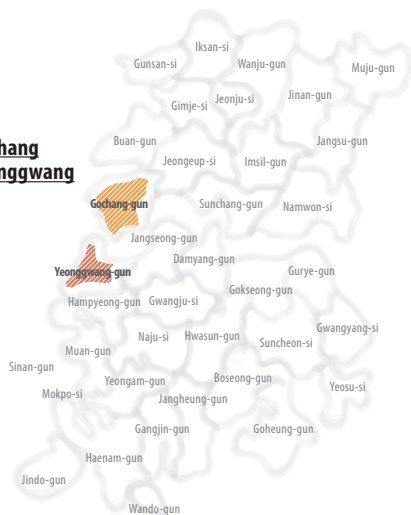 Iksan-si
Gunsan-si
Wanju-gun
Muju-gun
Gimje-si
Jeonju-si
Jinan-gun
Buan-gun
Jangsu-gun
hang
nggwang
Jeongeup-si
Imsil-gun
Gochang-gun
Sunchang-gun
Namwon-si
Jangseong-gun
Damyang-gun
Yeonggwang-gun
Gurye-gun
Gokseong-gun
Hampyeong-gun
Gwangju-si
Gwangyang-si
Naju-si
Hwasun-gun
Suncheon-si
Muan-gun
Sinan-gun
Yeongam-gun
Boseong-gun
Yeosu-si
Mokpo-si
Jangheung-gun
Gangjin-gun
Goheung-gun
Haenam-gun
Jindo-gun
Wando-gun